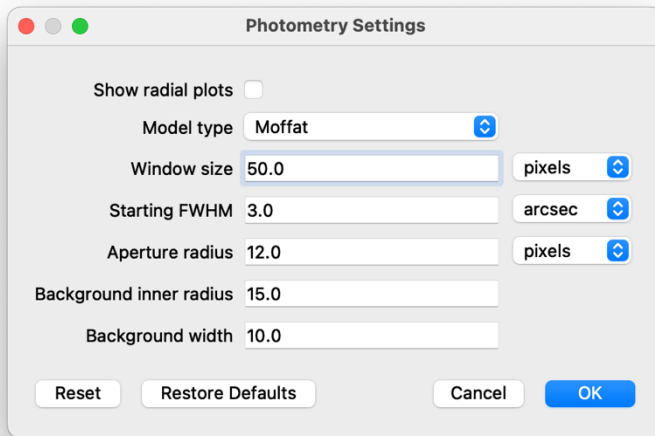 Photometry Settings
Show radial plots
Model type Moffat
Window size 50.0 pixels
Starting FWHM 3.0 arcsec
Aperture radius 12.0 pixels
Background inner radius 15.0
Background width 10.0
Reset Restore Defaults Cancel OK